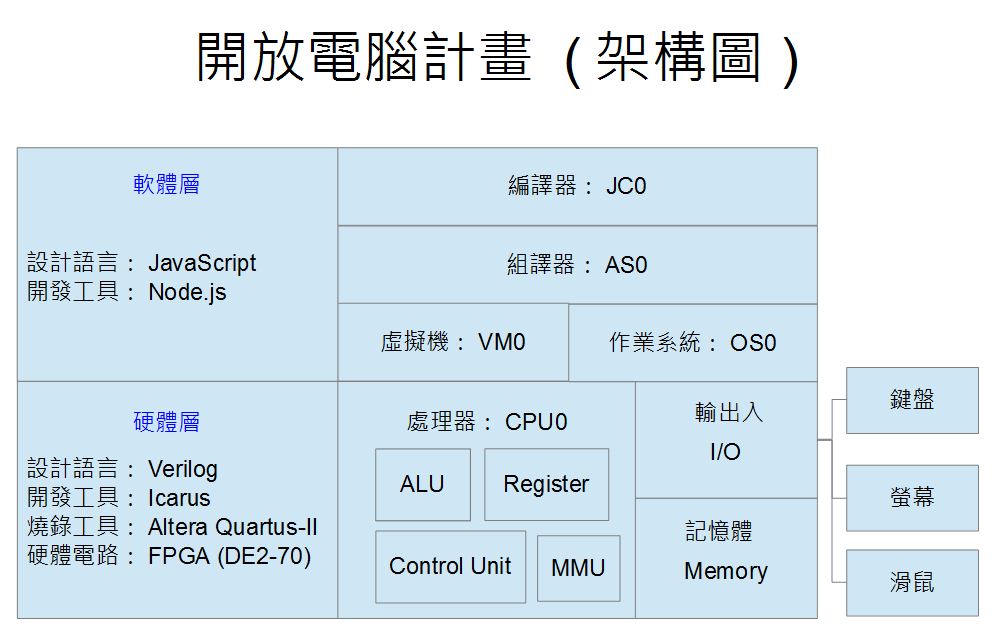 開放電腦計畫 ( 架構圖 )
軟體層
設計語言： JavaScript
開發工具： Node.js
編譯器： JC0
組譯器： AS0
虛擬機： VM0
作業系統： OS0
硬體層
設計語言： Verilog
開發工具： Icarus
燒錄工具： Altera Quartus-II
硬體電路： FPGA (DE2-70)
處理器： CPU0
ALU
Register
Control Unit
MMU
輸出入
I/O
記憶體
Memory
鍵盤
螢幕
滑鼠